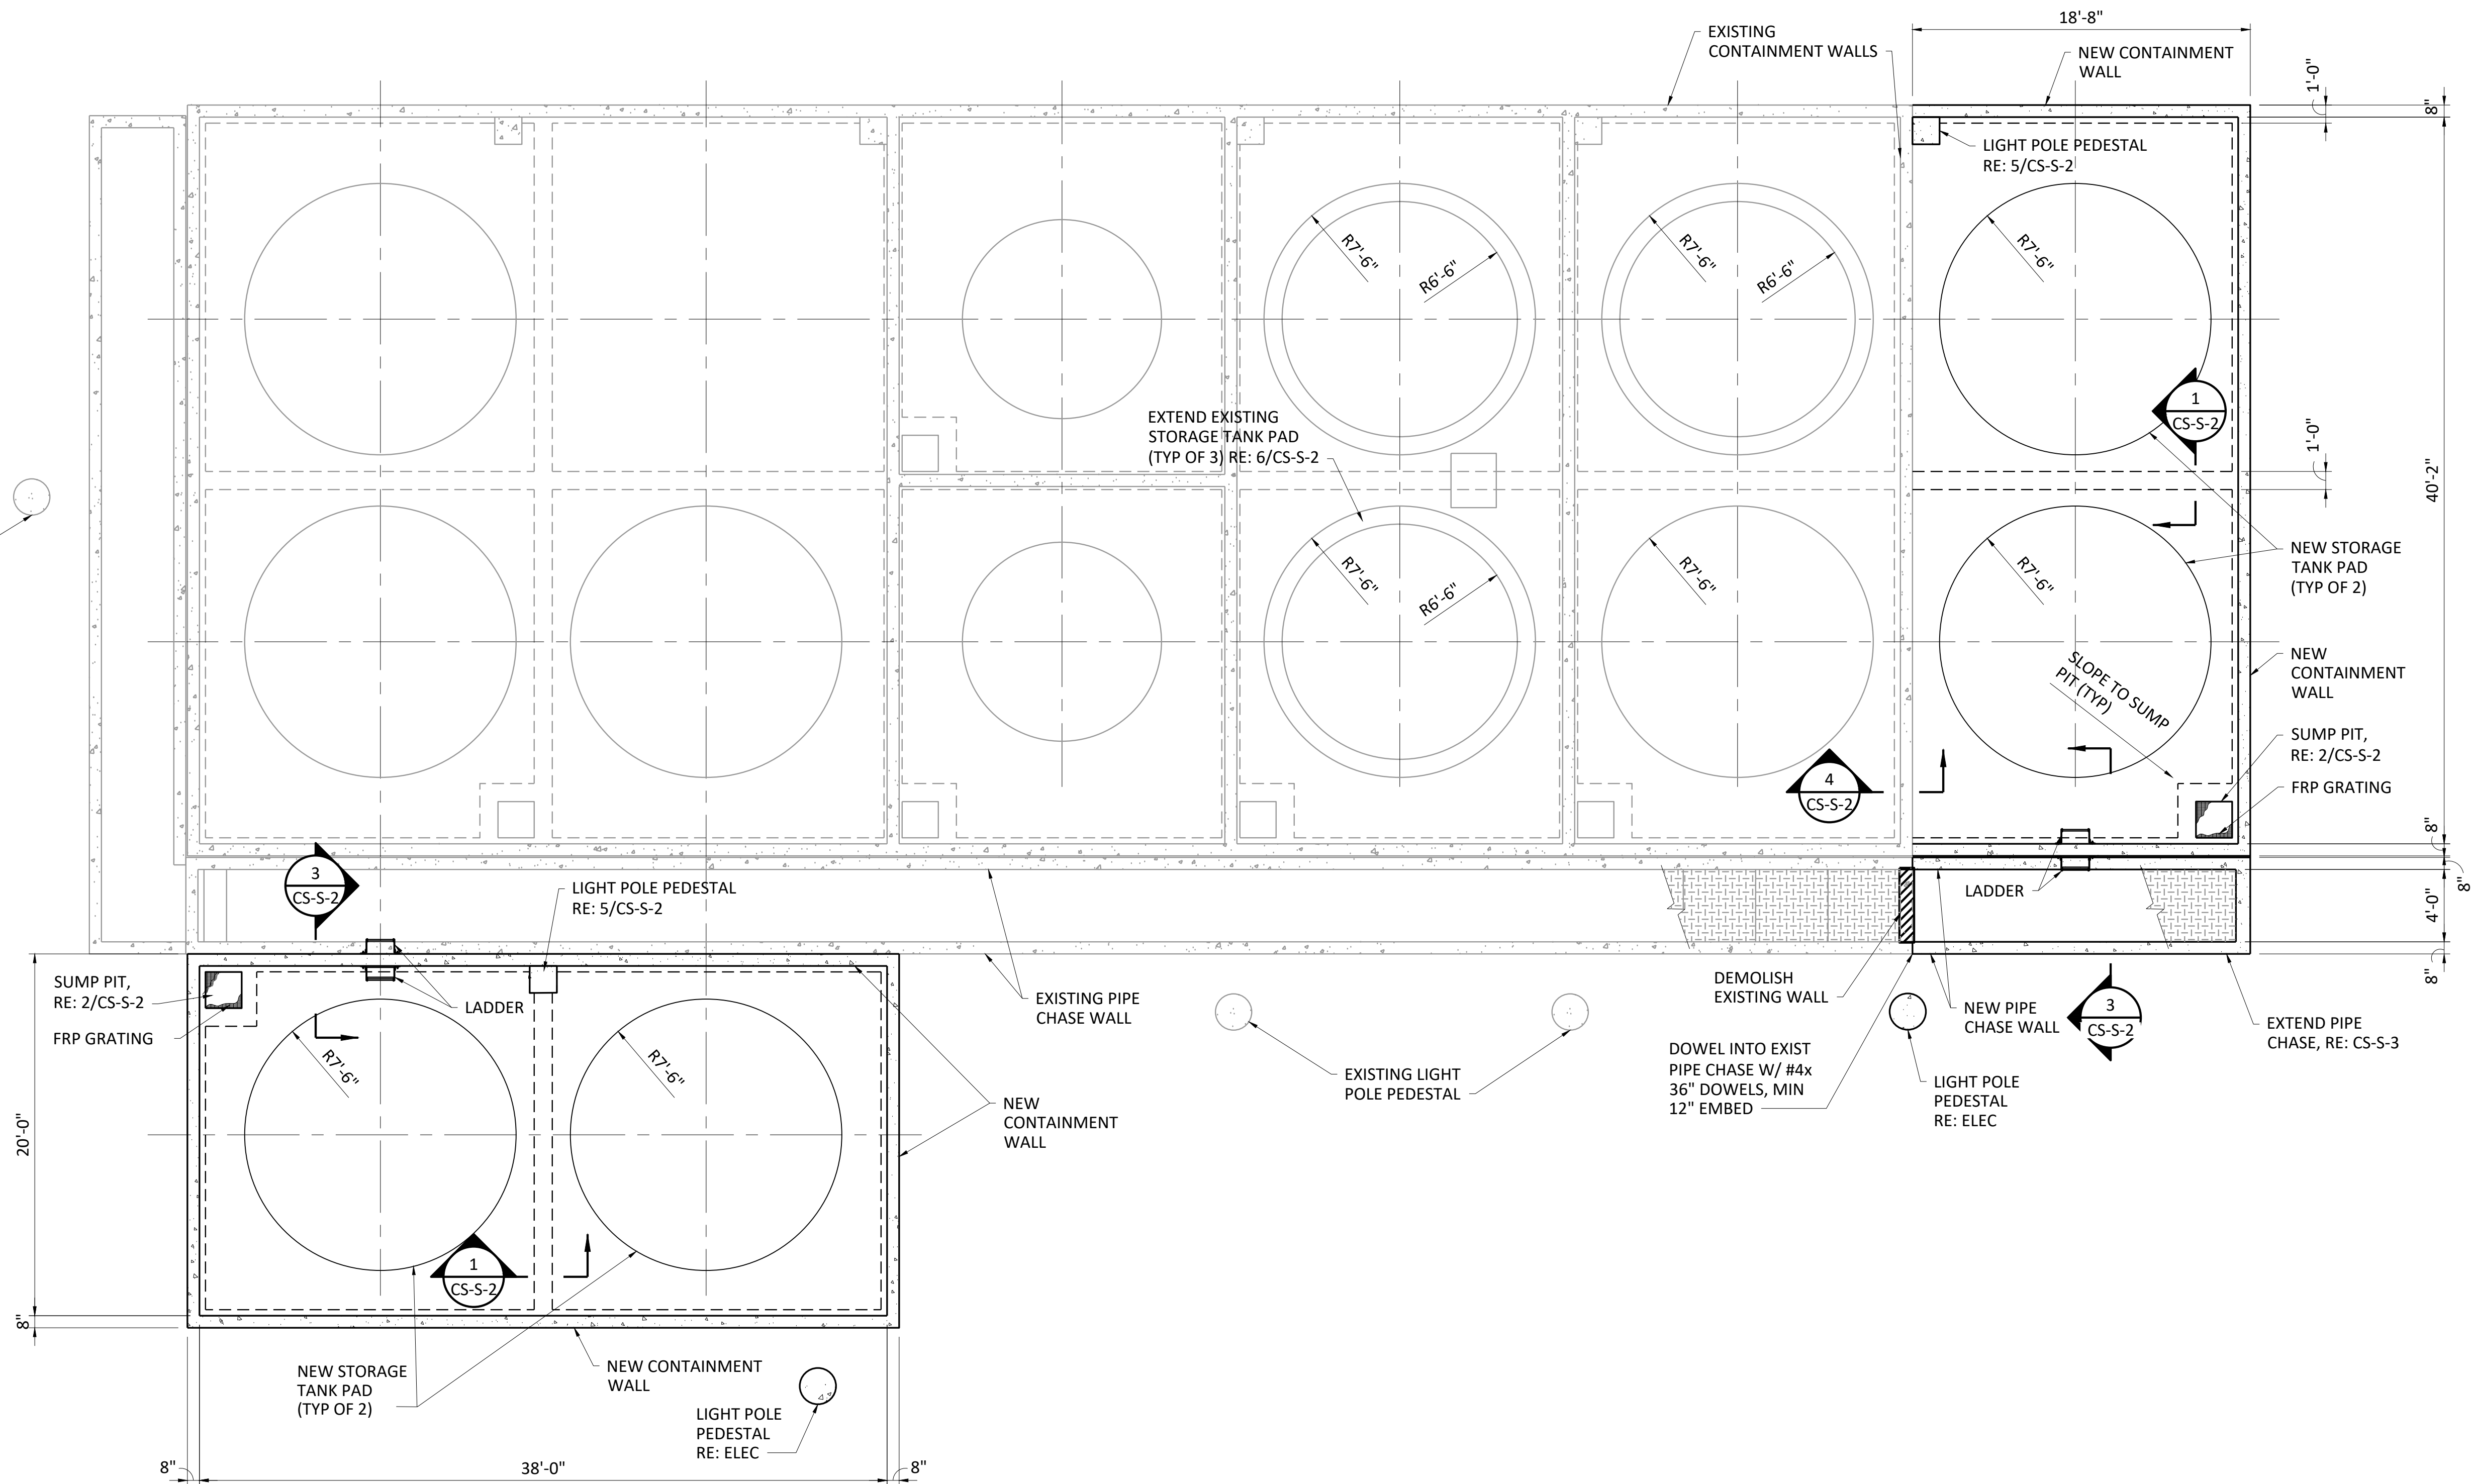 18'-8"
EXISTING
CONTAINMENT WALLS
NEW CONTAINMENT
WALL
1'-0"
8"
LIGHT POLE PEDESTAL
RE: 5/CS-S-2
R7'-6"
R6'-6"
R7'-6"
R6'-6"
R7'-6"
1
CS-S-2
EXTEND EXISTING
STORAGE TANK PAD
(TYP OF 3) RE: 6/CS-S-2
1'-0"
40'-2"
R7'-6"
R6'-6"
R7'-6"
R7'-6"
NEW STORAGE
TANK PAD
(TYP OF 2)
SLOPE TO SUMP
PIT (TYP)
NEW
CONTAINMENT
WALL
SUMP PIT,
RE: 2/CS-S-2
FRP GRATING
4
CS-S-2
8"
8"
4'-0"
8"
3
CS-S-2
LIGHT POLE PEDESTAL
RE: 5/CS-S-2
LADDER
SUMP PIT,
RE: 2/CS-S-2
FRP GRATING
LADDER
EXISTING PIPE
CHASE WALL
DEMOLISH
EXISTING WALL
NEW PIPE
CHASE WALL
3
CS-S-2
EXTEND PIPE
CHASE, RE: CS-S-3
R7'-6"
R7'-6"
EXISTING LIGHT
POLE PEDESTAL
DOWEL INTO EXIST
PIPE CHASE W/ #4x
36" DOWELS, MIN
12" EMBED
LIGHT POLE
PEDESTAL
RE: ELEC
NEW
CONTAINMENT
WALL
20'-0"
8"
1
CS-S-2
NEW STORAGE
TANK PAD
(TYP OF 2)
NEW CONTAINMENT
WALL
LIGHT POLE
PEDESTAL
RE: ELEC
8"
38'-0"
8"